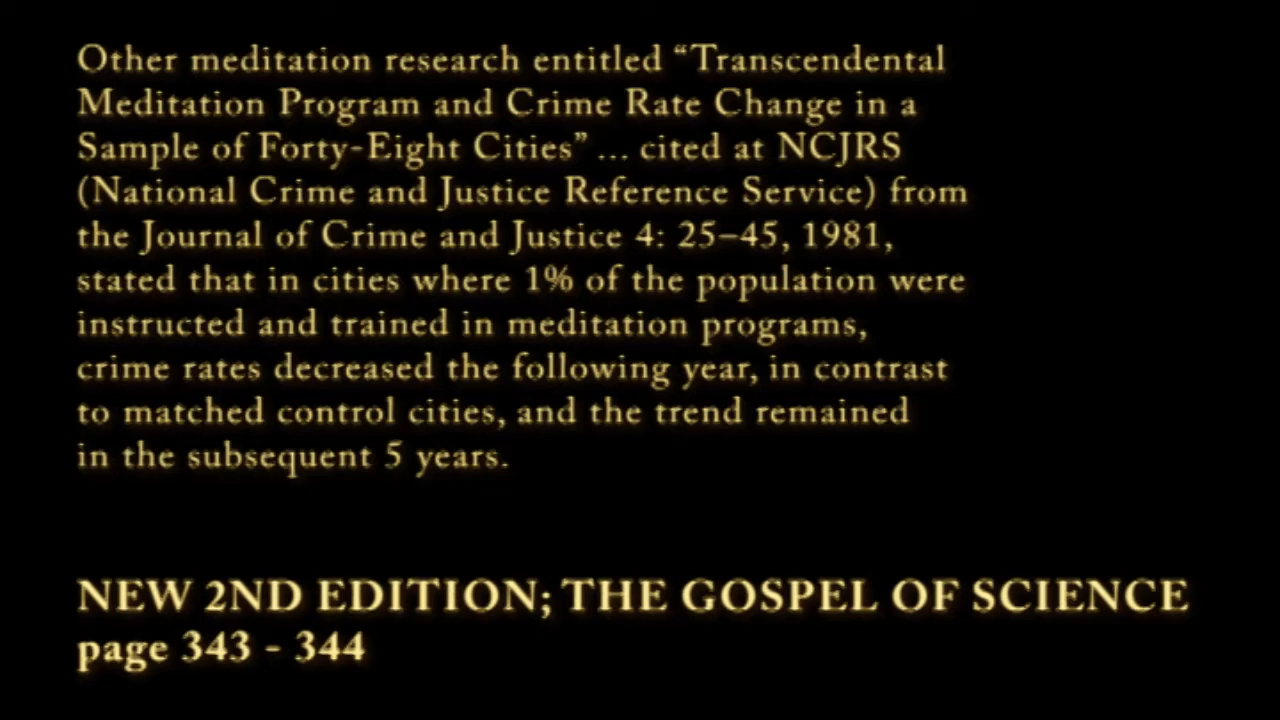 Other meditation research entitled “Transcendental
Meditation Program and Crime Rate Change in a
Sample of Forty-Eight Cities” ... cited at NCJRS
(National Crime and Justice Reference Service) from
the Journal of Crime and Justice 4: 25–45, 1981,
stated that in cities where 1% of the population were
instructed and trained in meditation programs,
crime rates decreased the following year, in contrast
to matched control cities, and the trend remained
in the subsequent 5 years.
NEW 2ND EDITION; THE GOSPEL OF SCIENCE
page 343 - 344